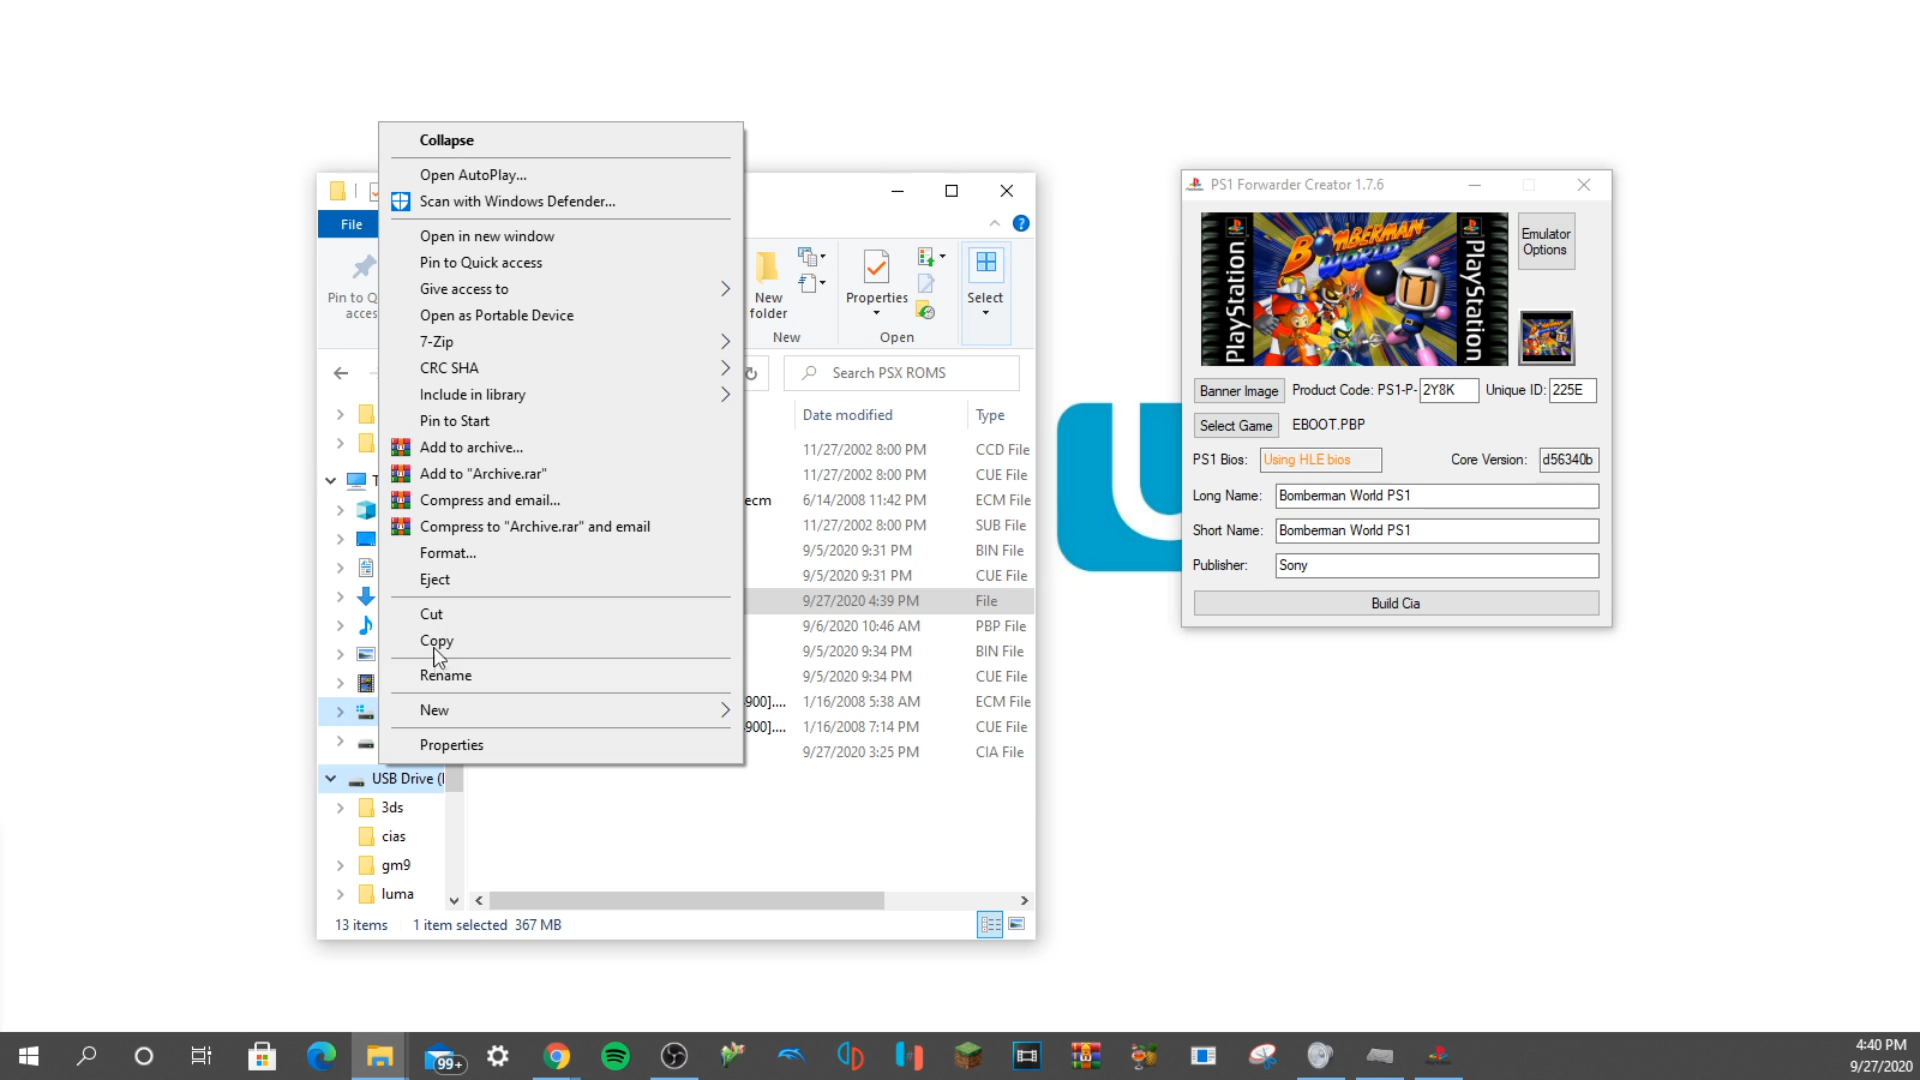 Collapse
Open AutoPlay...
Scan with Windows Defender...
Open in new window
Pin to Quick access
Give access to
Open as Portable Device
7-Zip
CRC SHA
Include in library
Pin to Start
Add to archive...
Add to "Archive.rar"
Compress and email...
Compress to "Archive.rar" and email
Format...
Eject
Cut
Copy
Rename
New
Properties
File
Pin to Q
acces
New
folder
Properties
Select
New
Open
Search PSX ROMS
Date modified Type
11/27/2002 8:00 PM CCD File
11/27/2002 8:00 PM CUE File
ecm 6/14/2008 11:42 PM ECM File
11/27/2002 8:00 PM SUB File
9/5/2020 9:31 PM BIN File
9/5/2020 9:31 PM CUE File
9/27/2020 4:39 PM File
9/6/2020 10:46 AM PBP File
9/5/2020 9:34 PM BIN File
9/5/2020 9:34 PM CUE File
900].... 1/16/2008 5:38 AM ECM File
900].... 1/16/2008 7:14 PM CUE File
9/27/2020 3:25 PM CIA File
T
USB Drive (
3ds
cias
gm9
luma
13 items 1 item selected 367 MB
PS1 Forwarder Creator 1.7.6
PlayStation
BOMBERMAN
WORLD
PlayStation
Emulator
Options
Banner Image Product Code: PS1-P- 2Y8K Unique ID: 225E
Select Game EBOOT.PBP
PS1 Bios: Using HLE bios Core Version: d56340b
Long Name: Bomberman World PS1
Short Name: Bomberman World PS1
Publisher: Sony
Build Cia
99+
4:40 PM
9/27/2020